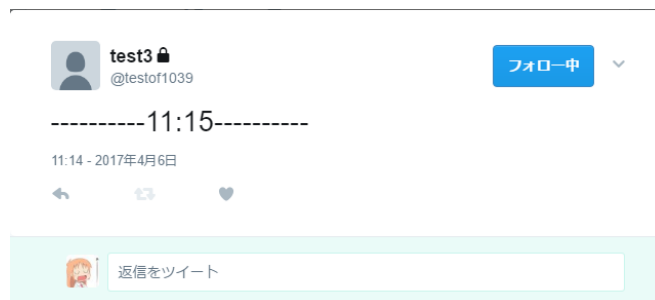 test3
@testof1039
フォロー中
----------11:15----------
11:14 - 2017年4月6日
返信をツイート